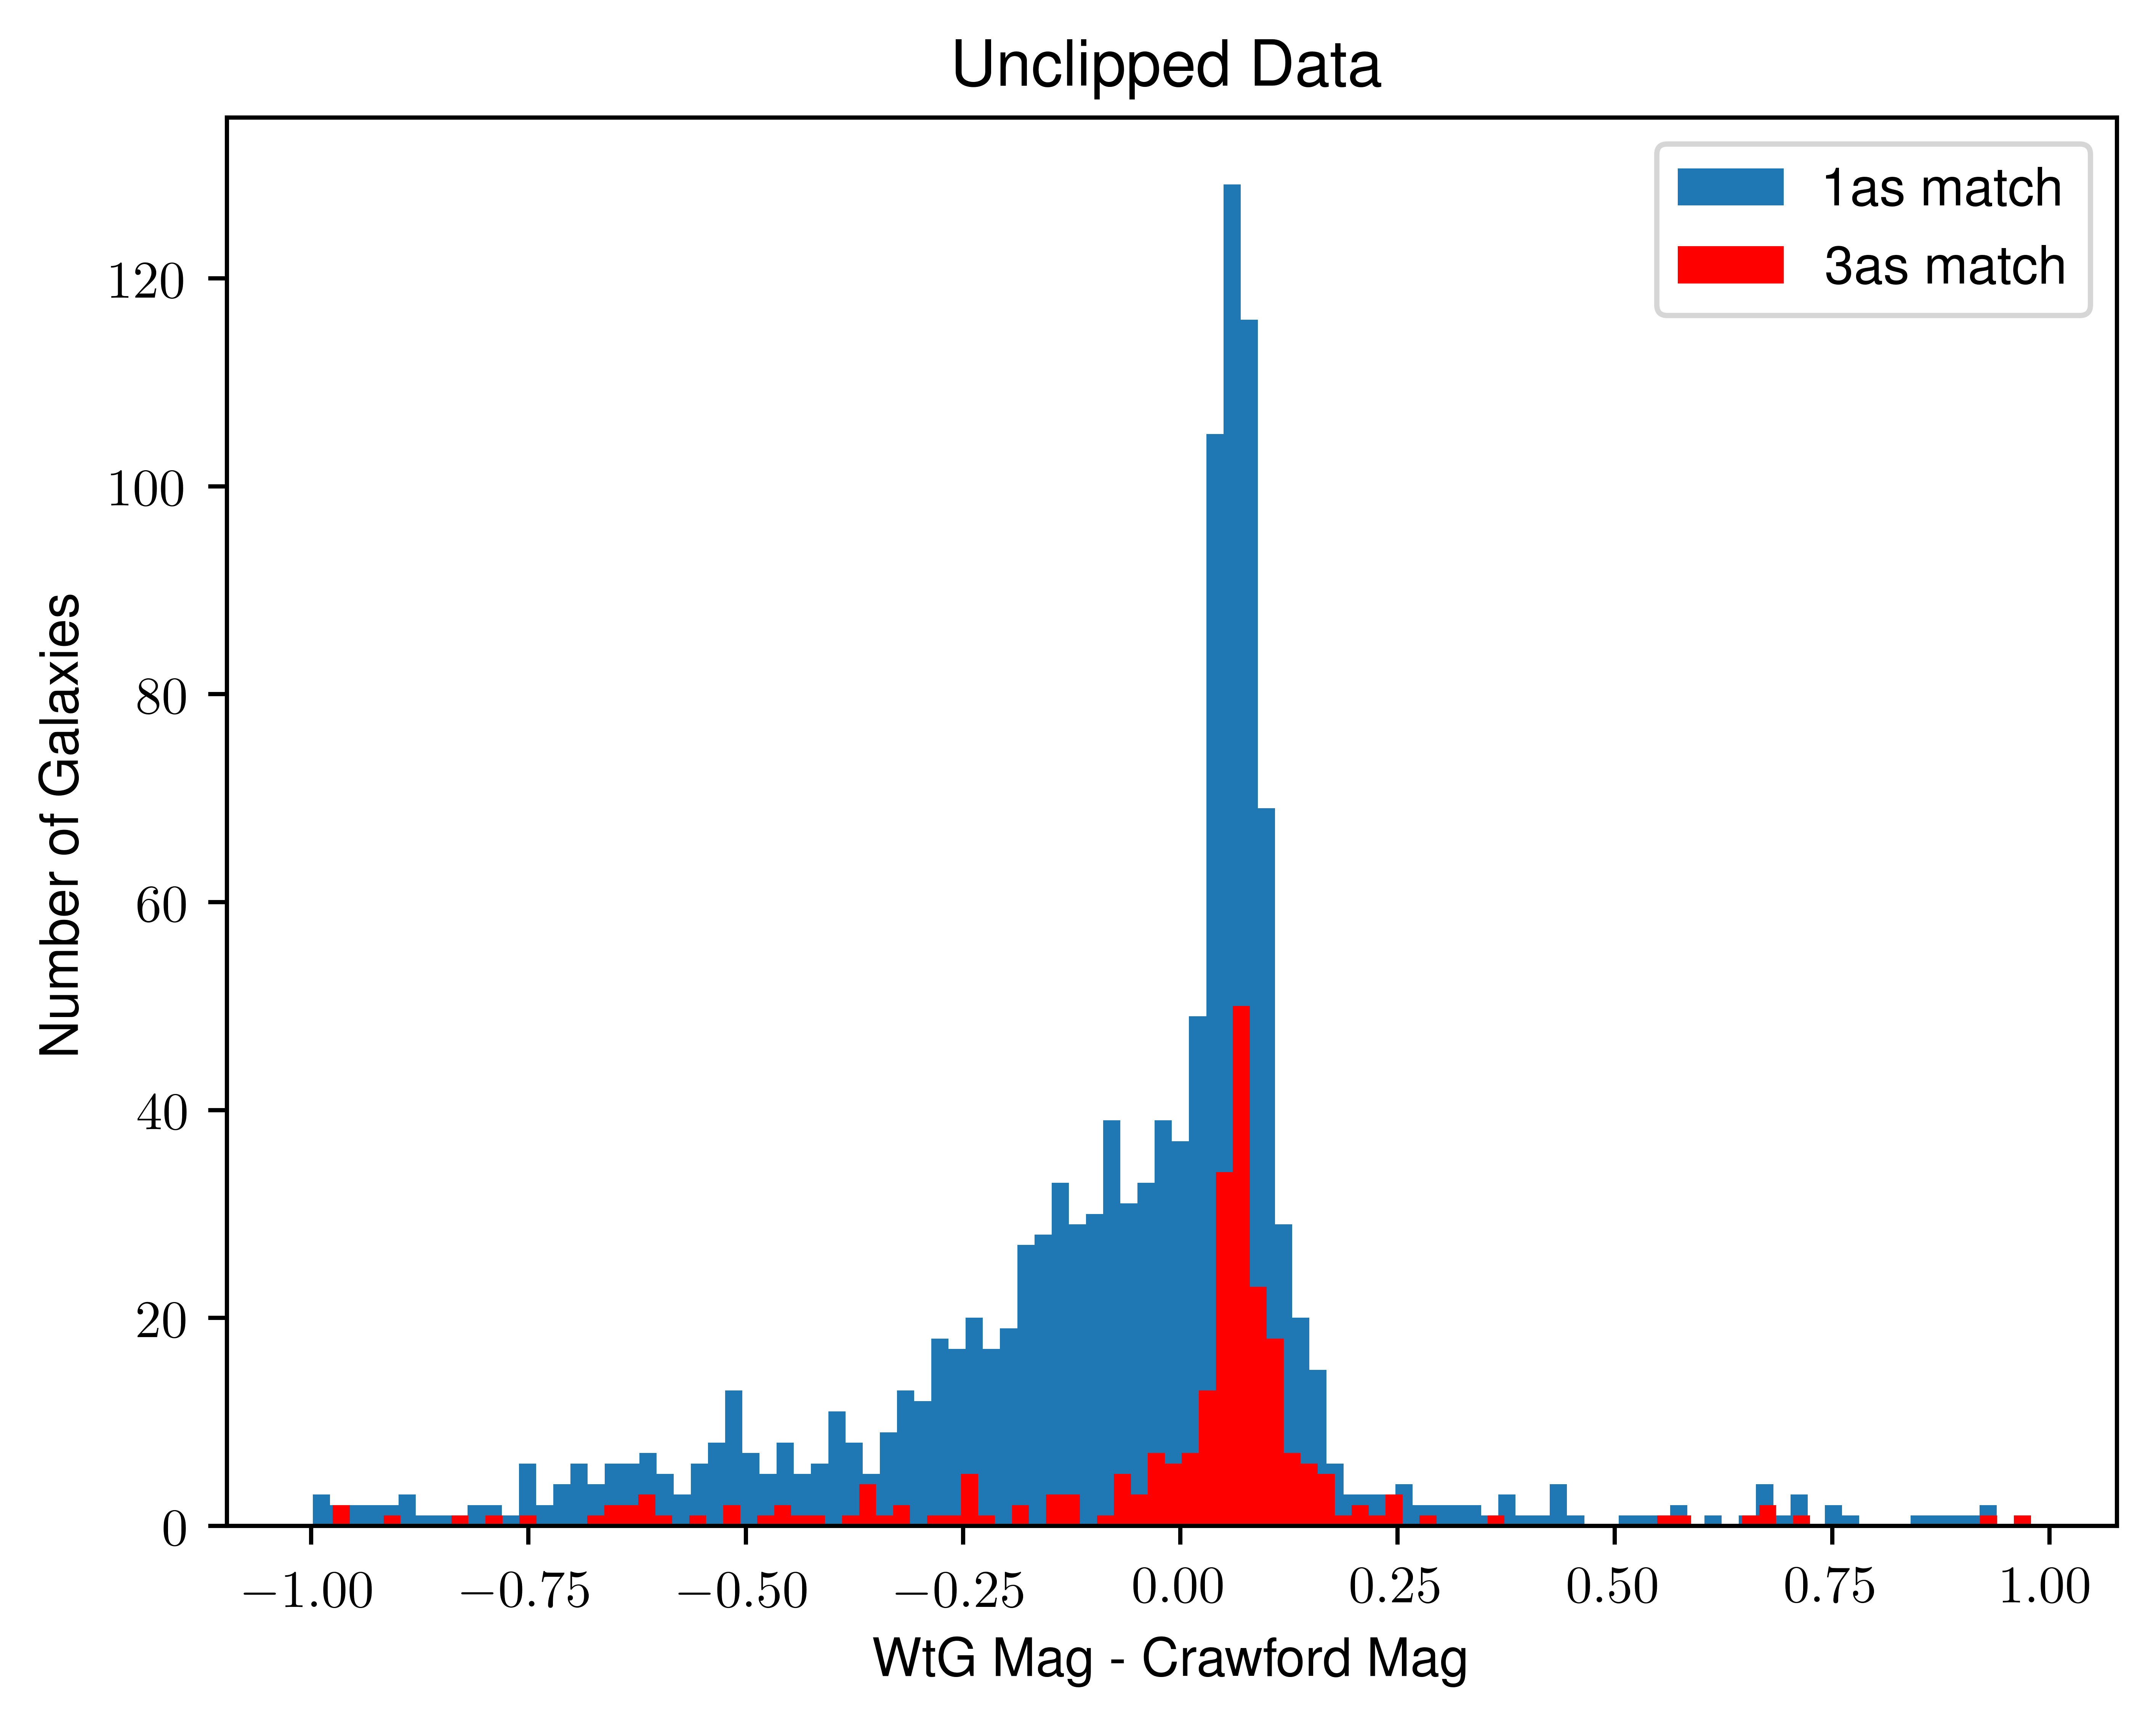 Unclipped Data
1as match
3as match
120
100
80
60
40
20
0
Number of Galaxies
−1.00 −0.75 −0.50 −0.25 0.00 0.25 0.50 0.75 1.00
WtG Mag - Crawford Mag